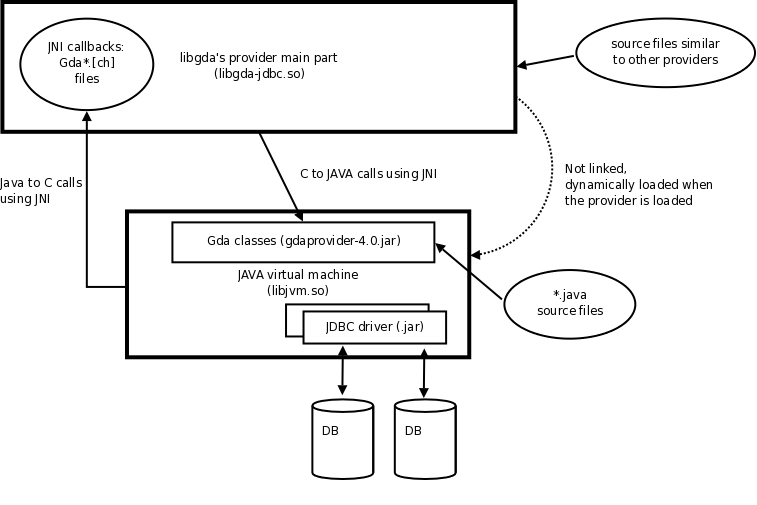 JNI callbacks:
Gda*.[ch]
files
libgda's provider main part
(libgda-jdbc.so)
source files similar
to other providers
Java to C calls
using JNI
C to JAVA calls using JNI
Not linked,
dynamically loaded when
the provider is loaded
Gda classes (gdaprovider-4.0.jar)
JAVA virtual machine
(libjvm.so)
*.java
source files
JDBC driver (.jar)
DB
DB